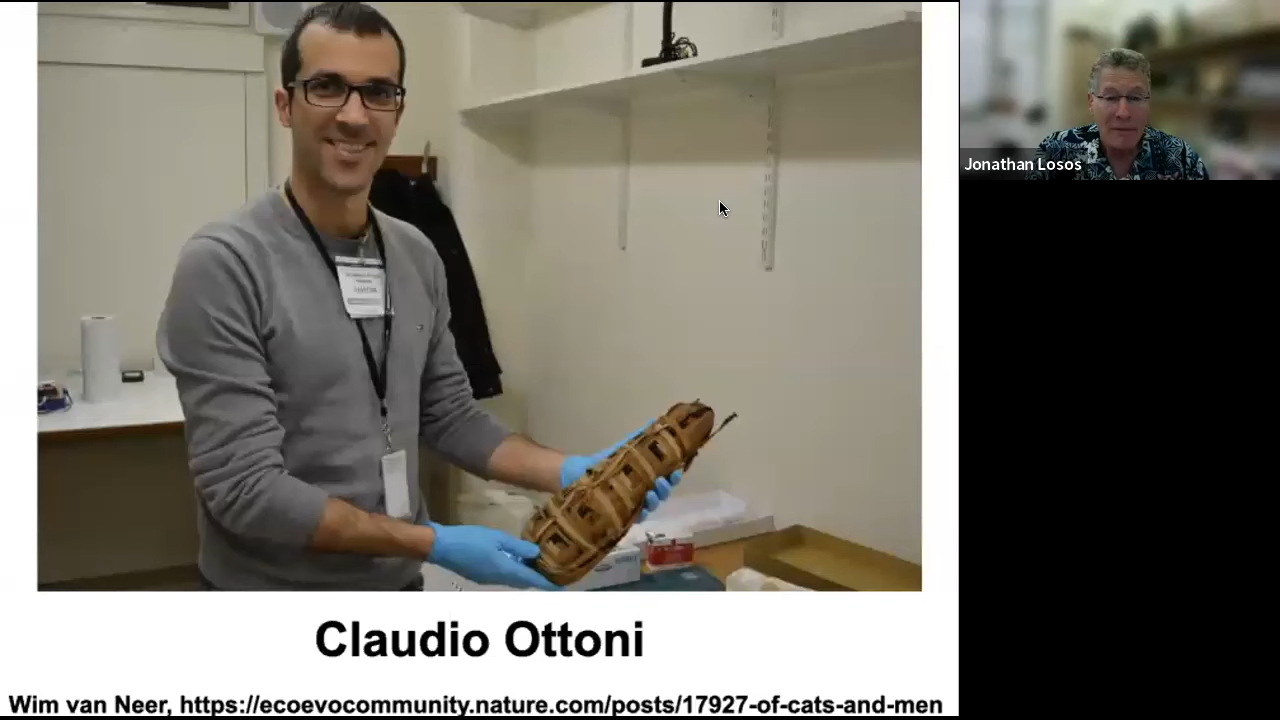 Jonathan Losos
Claudio Ottoni
Wim van Neer, https://ecoevocommunity.nature.com/posts/17927-of-cats-and-men